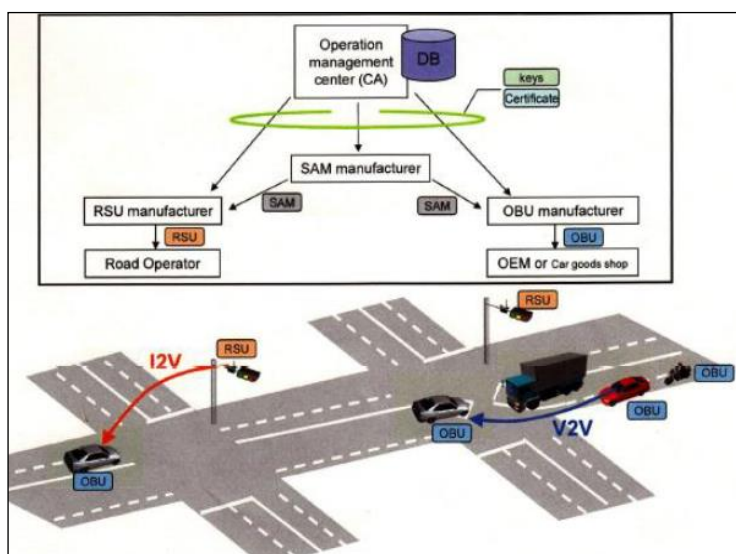 Operation
management
center (CA)
DB
keys
Certificate
SAM manufacturer
RSU manufacturer
SAM
SAM
OBU manufacturer
RSU
OBU
Road Operator
OEM or Car goods shop
RSU
I2V
RSU
OBU
OBU
V2V
OBU
OBU